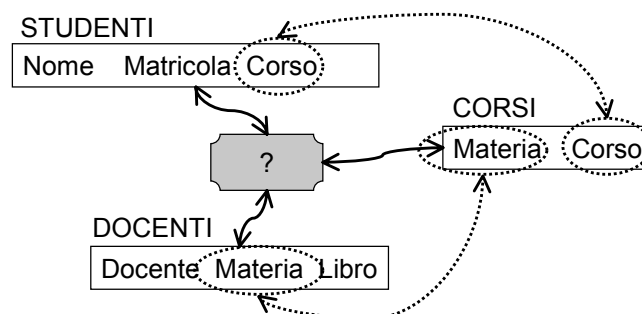 STUDENTI
Nome Matricola Corso
CORSI
Materia Corso
?
DOCENTI
Docente Materia Libro